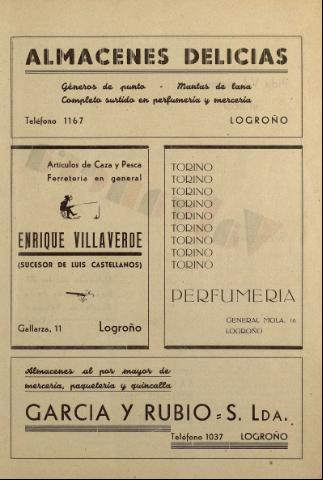 ALMACENES DELICIAS
Géneros de punto - Mantas de lana
Completo surtido en perfumería y mercería
Teléfono 1167 LOGROÑO
Artículos de Caza y Pesca
Ferretería en general
ENRIQUE VILLAVERDE
(SUCESOR DE LUIS CASTELLANOS)
Gallarza, 11 Logroño
TORINO
TORINO
TORINO
TORINO
TORINO
TORINO
TORINO
TORINO
TORINO
PERFUMERIA
GENERAL MOLA, 16
LOGROÑO
Almacenes al por mayor de
mercería, paquetería y quincalla
GARCIA Y RUBIO = S. LDA.
Teléfono 1037 LOGROÑO